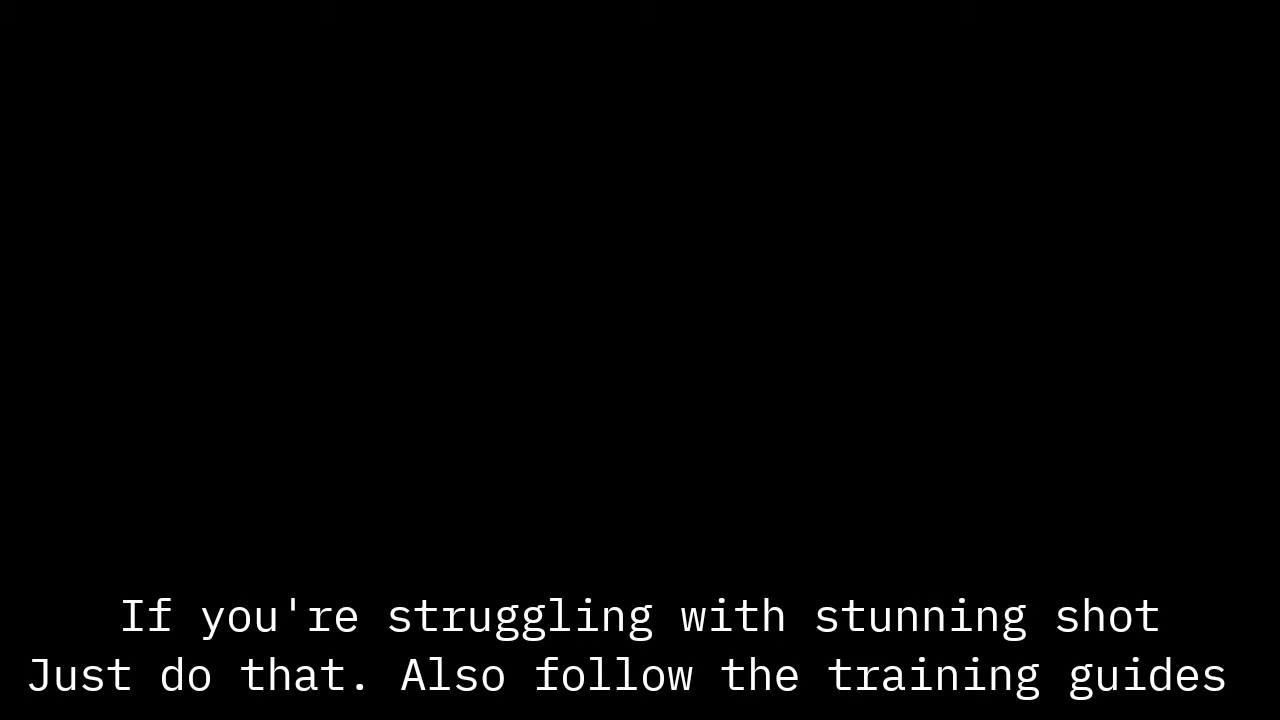 If you're struggling with stunning shot
Just do that. Also follow the training guides